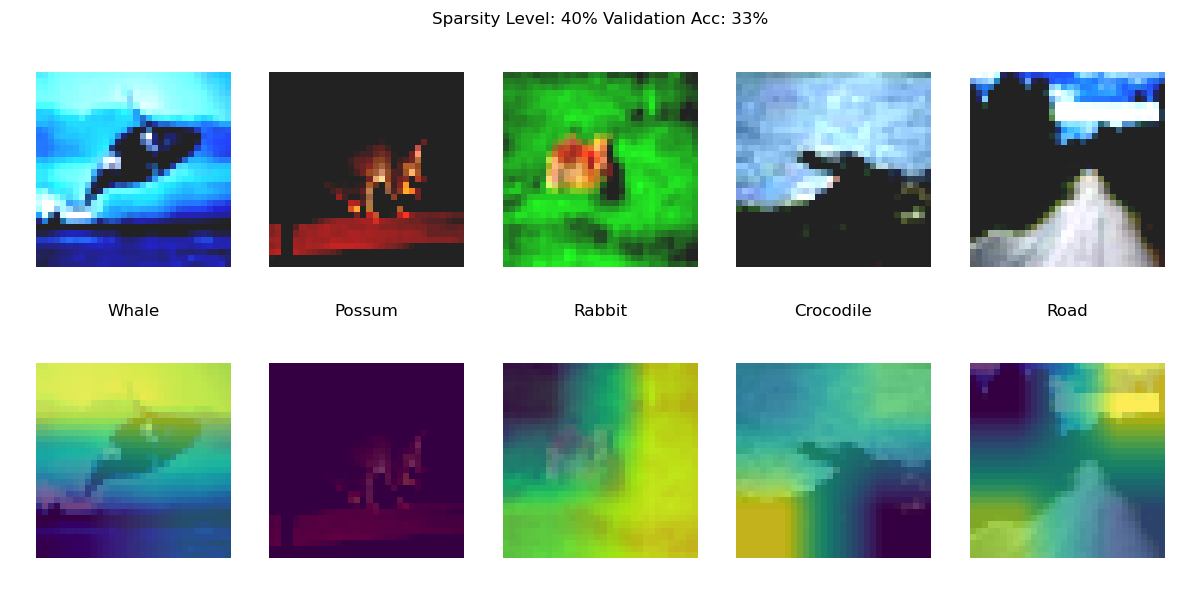 Sparsity Level: 40% Validation Acc: 33%
Whale
Possum
Rabbit
Crocodile
Road